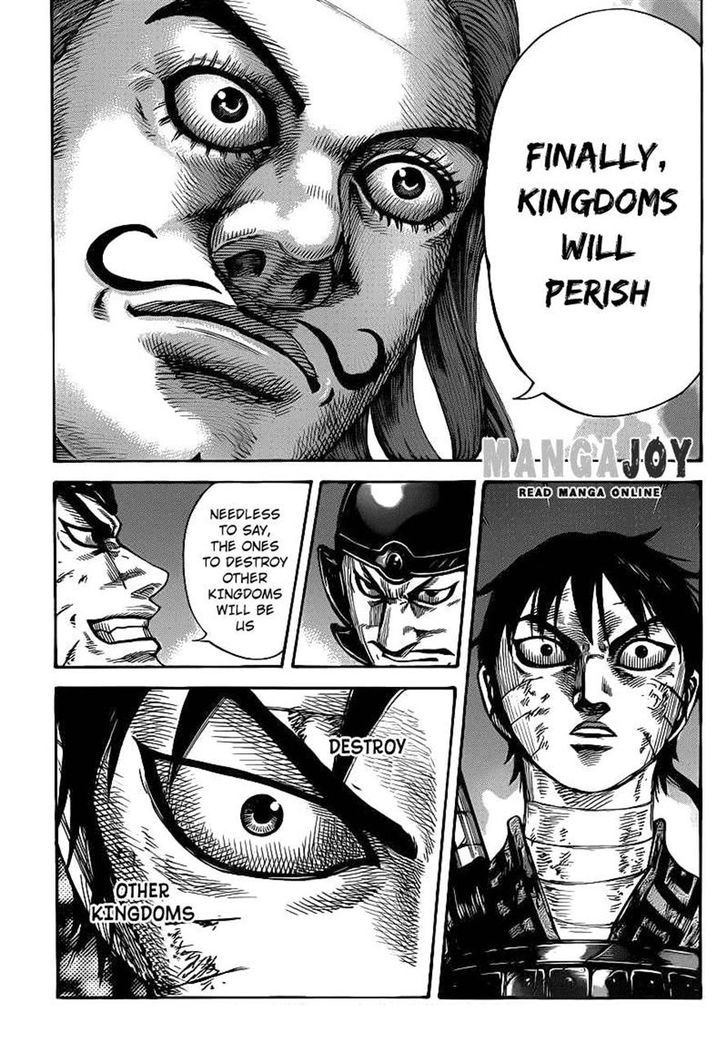 FINALLY,
KINGDOMS
WILL
PERISH
MANGAJOY
READ MANGA ONLINE
NEEDLESS
TO SAY,
THE ONES
TO DESTROY
OTHER
KINGDOMS
WILL BE
US
DESTROY
OTHER
KINGDOMS